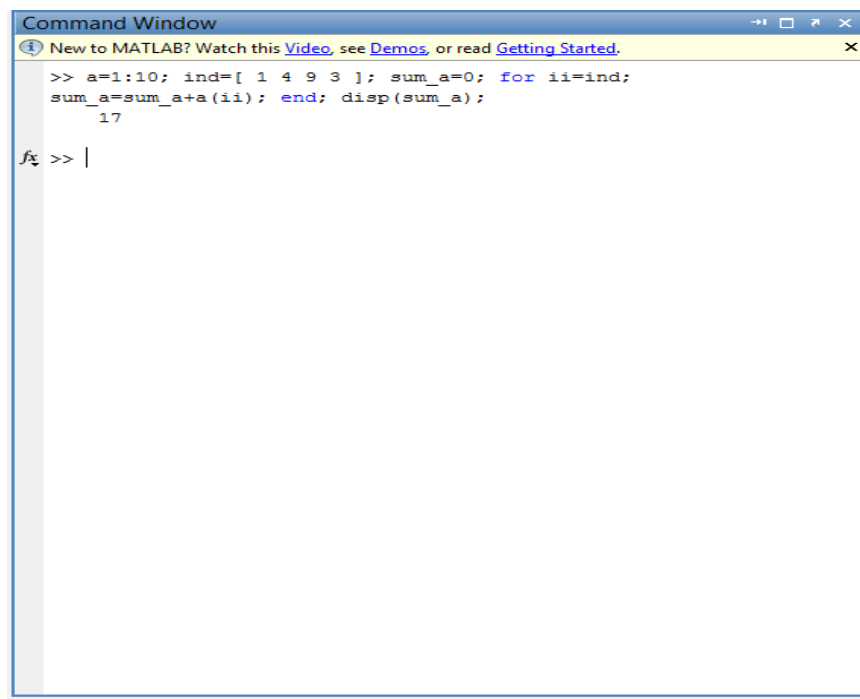 Command Window
New to MATLAB? Watch this Video, see Demos, or read Getting Started.
>> a=1:10; ind=[ 1 4 9 3 ]; sum_a=0; for ii=ind;
sum_a=sum_a+a(ii); end; disp(sum_a);
17
fx >>